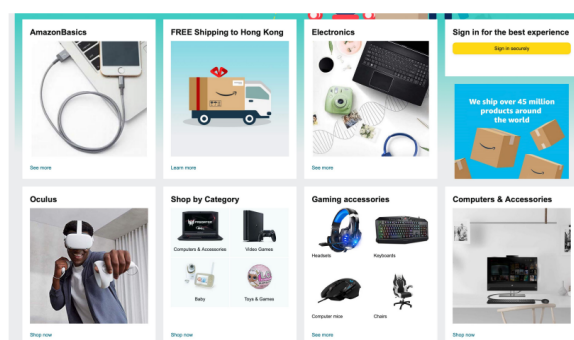 AmazonBasics
See more
FREE Shipping to Hong Kong
Learn more
Electronics
See more
Sign in for the best experience
Sign in securely
We ship over 45 million
products around
the world
Oculus
Shop now
Shop by Category
PREDATOR
Computers & Accessories
Video Games
Baby
Toys & Games
Shop now
Gaming accessories
Headsets
Keyboards
Computer mice
Chairs
See more
Computers & Accessories
Shop now